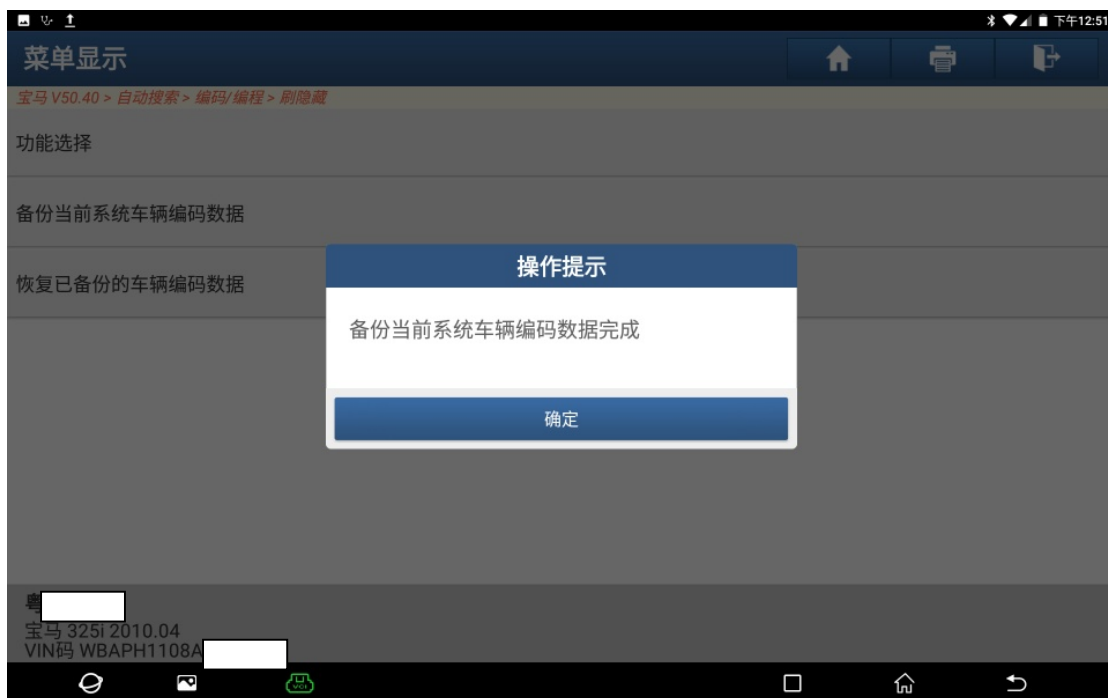 下午12:51
菜单显示
宝马 V50.40 > 自动搜索 > 编码/编程 > 刷隐藏
功能选择
备份当前系统车辆编码数据
恢复已备份的车辆编码数据
操作提示
备份当前系统车辆编码数据完成
确定
粤
宝马 325i 2010.04
VIN码 WBAPH1108A
VCI